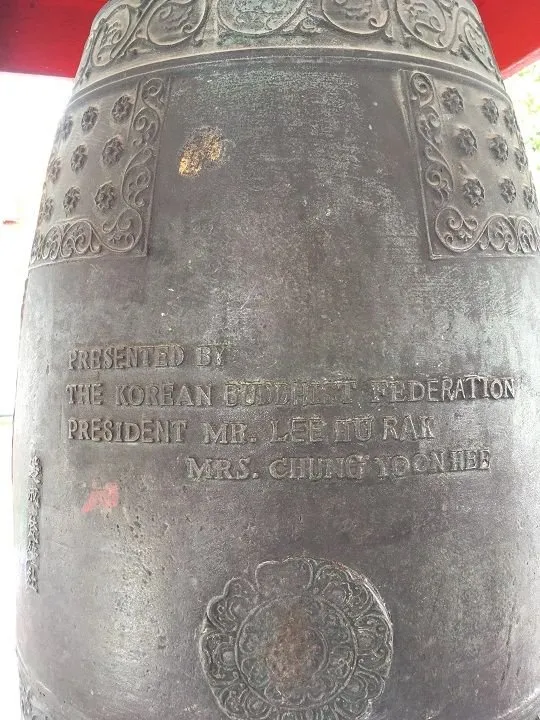 PRESENTED BY
THE KOREAN BUDDHIST FEDERATION
PRESIDENT MR. LEE HU RAK
MRS. CHUNG YOON HEE